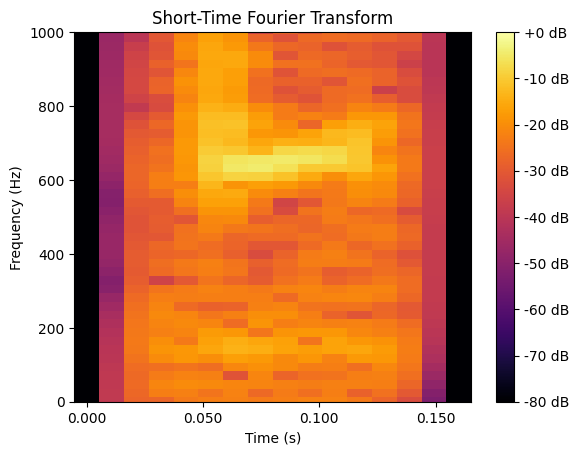 Short-Time Fourier Transform
1000
800
600
400
200
0
Frequency (Hz)
0.000
0.050
0.100
0.150
Time (s)
+0 dB
-10 dB
-20 dB
-30 dB
-40 dB
-50 dB
-60 dB
-70 dB
-80 dB